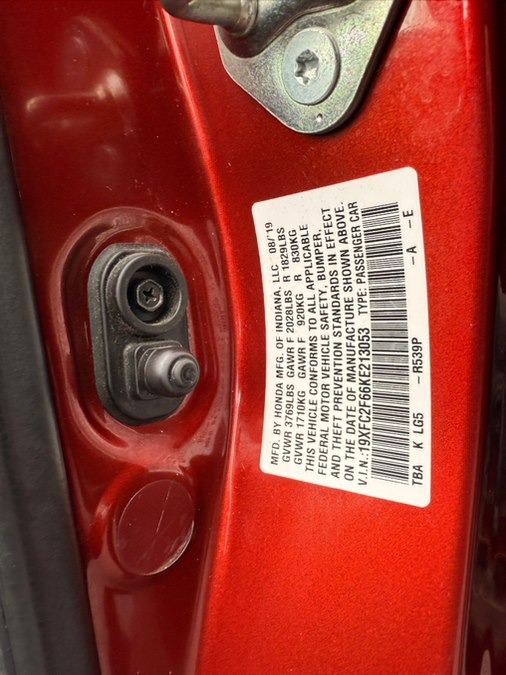 MFD. BY HONDA MFG. OF INDIANA, LLC 08/'19
GVWR 3769LBS GAWR F 2028LBS R 1829LBS
GVWR 1710KG GAWR F 920KG R 830KG
THIS VEHICLE CONFORMS TO ALL APPLICABLE
FEDERAL MOTOR VEHICLE SAFETY, BUMPER,
AND THEFT PREVENTION STANDARDS IN EFFECT
ON THE DATE OF MANUFACTURE SHOWN ABOVE.
V.I.N.:19XFC2F66KE213053 TYPE: PASSENGER CAR
TBA K LG5 -R539P -A -E